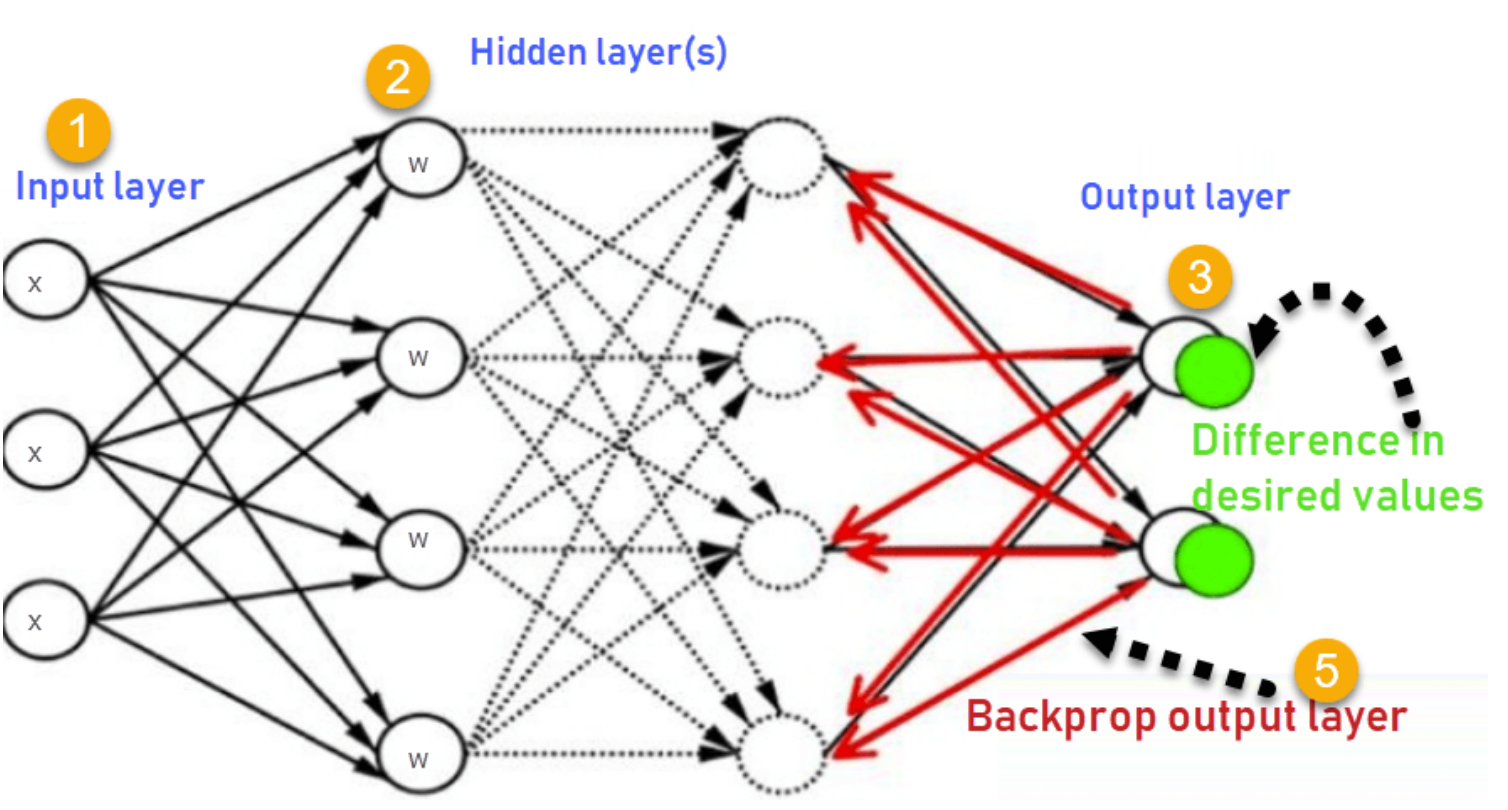 2
Hidden layer(s)
1
Input layer
Output layer
3
x
x
x
w
w
w
w
Difference in
desired values
5
Backprop output layer